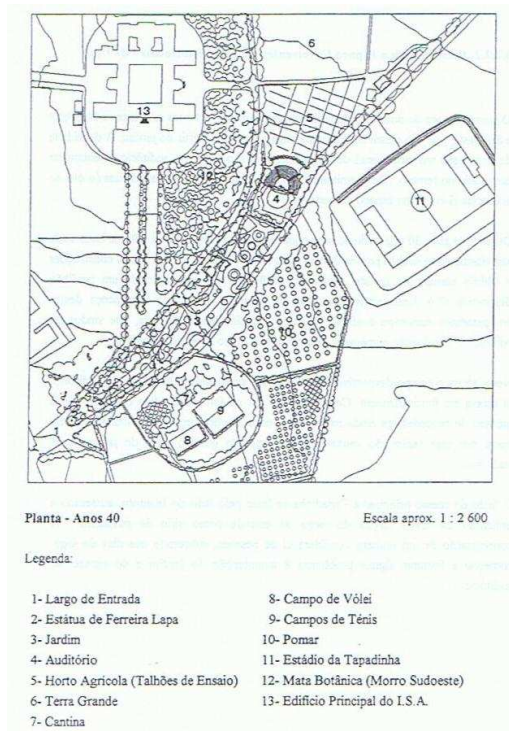 6
13
5
12
4
11
3
10
9
8
Planta - Anos 40
Escala aprox. 1 : 2 600
Legenda:
1- Largo de Entrada
2- Estátua de Ferreira Lapa
3- Jardim
4- Auditório
5- Horto Agrícola (Talhões de Ensaio)
6- Terra Grande
7- Cantina
8- Campo de Vólei
9- Campos de Ténis
10- Pomar
11- Estádio da Tapadinha
12- Mata Botânica (Morro Sudoeste)
13- Edifício Principal do I.S.A.